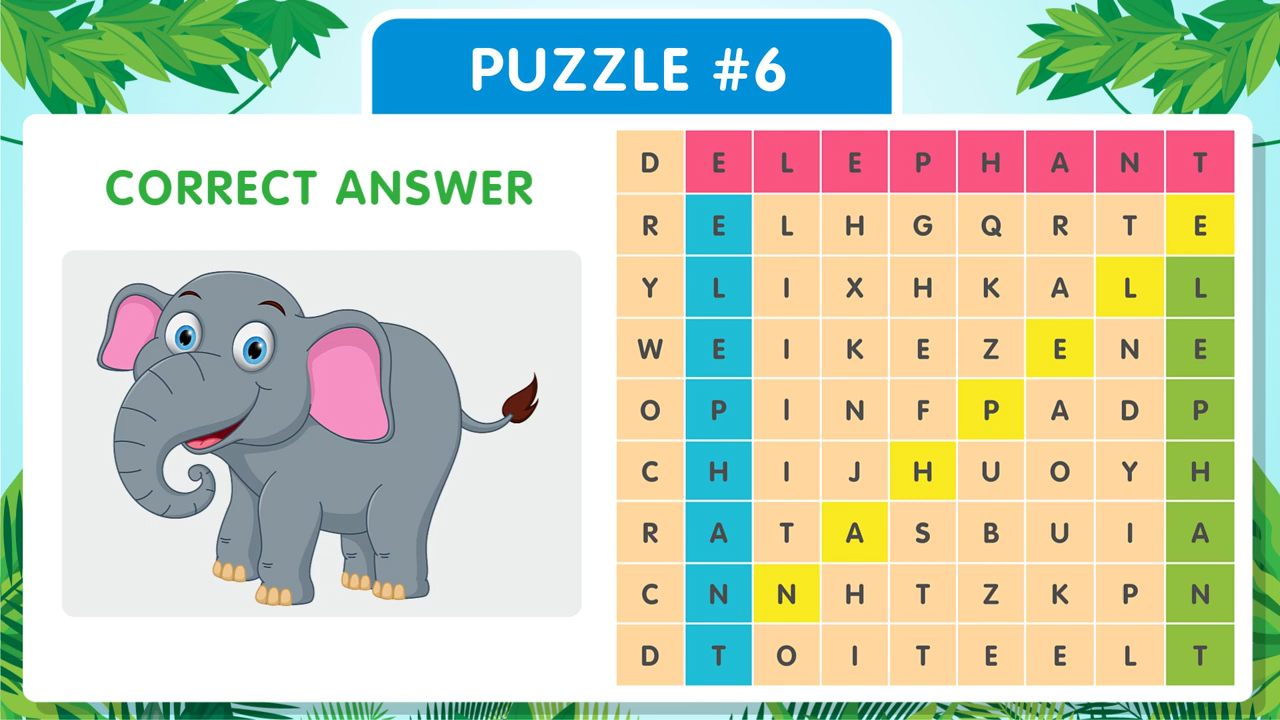 PUZZLE #6
CORRECT ANSWER
D E L E P H A N T
R E L H G Q R T E
Y L I X H K A L L
W E I K E Z E N E
O P I N F P A D P
C H I J H U O Y H
R A T A S B U I A
C N N H T Z K P N
D T O I T E E L T